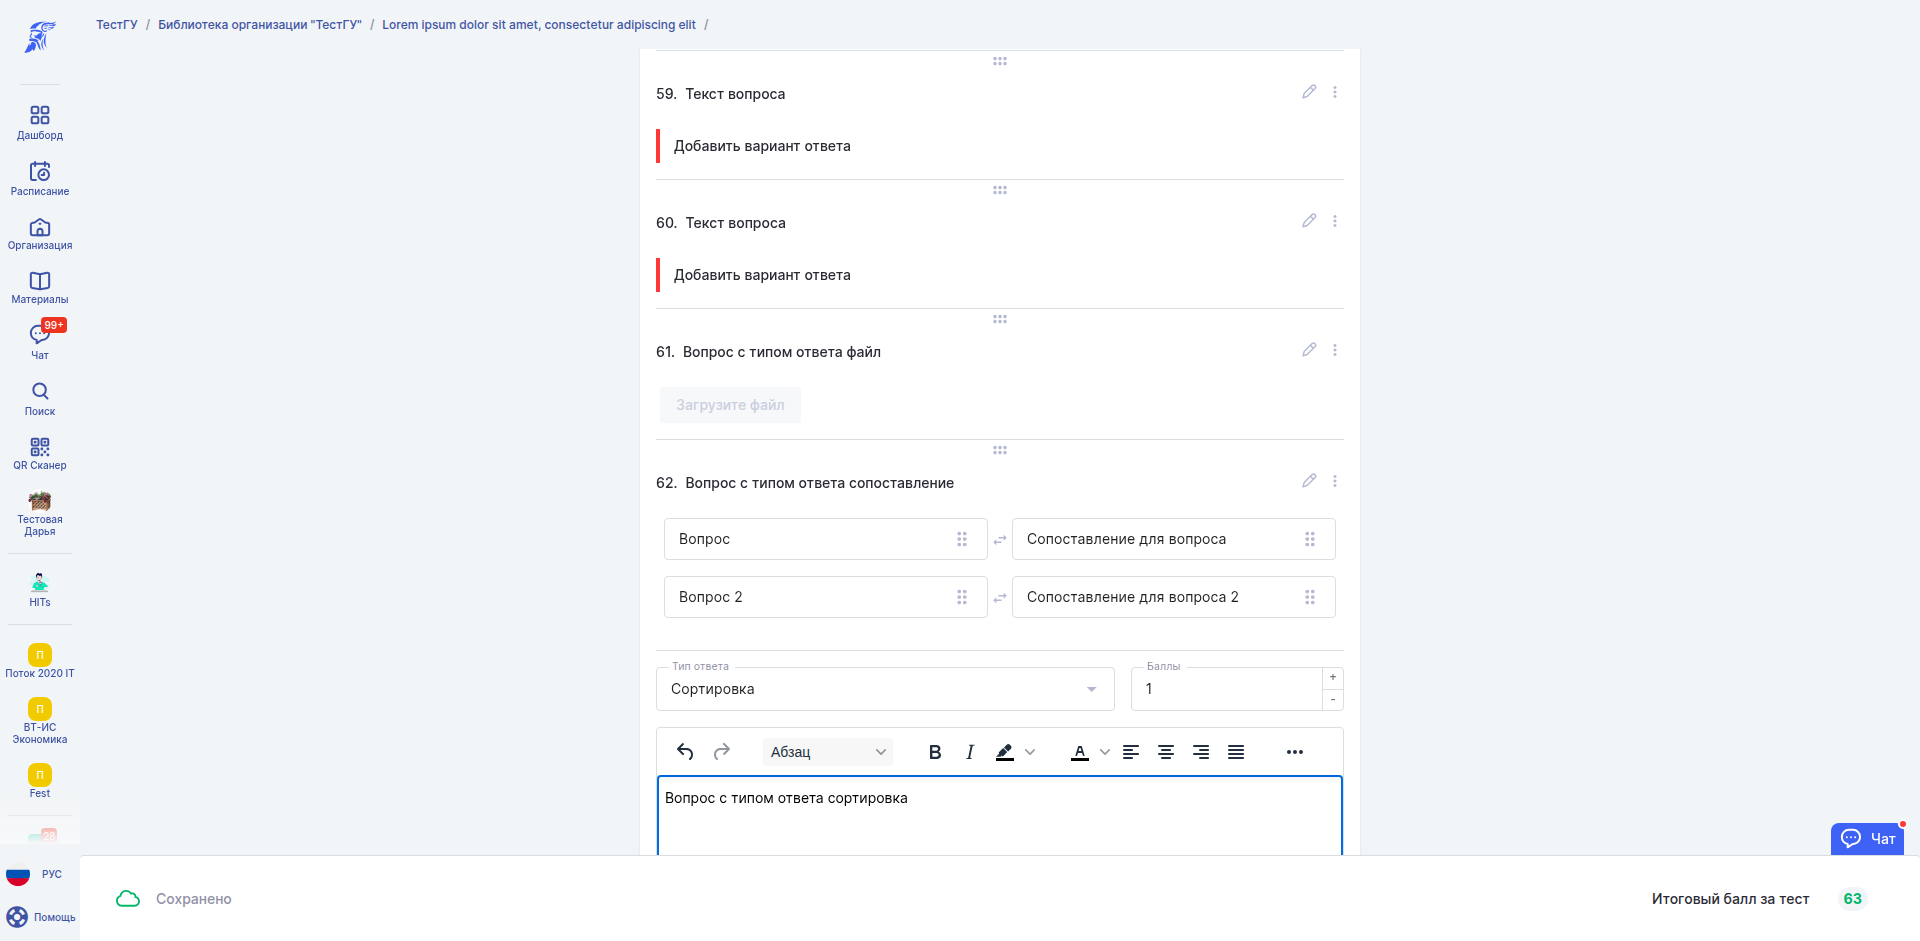 ТестГУ / Библиотека организации "ТестГУ" / Lorem ipsum dolor sit amet, consectetur adipiscing elit /
Дашборд
Расписание
Организация
Материалы
99+
Чат
Поиск
QR Сканер
Тестовая
Дарья
HITs
П
Поток 2020 IT
П
ВТ-ИС
Экономика
П
Fest
28
РУС
Помощь
59. Текст вопроса
Добавить вариант ответа
60. Текст вопроса
Добавить вариант ответа
61. Вопрос с типом ответа файл
Загрузите файл
62. Вопрос с типом ответа сопоставление
Вопрос
Сопоставление для вопроса
Вопрос 2
Сопоставление для вопроса 2
Тип ответа
Сортировка
Баллы
1
+
-
Абзац
B
I
A
Вопрос с типом ответа сортировка
Чат
Сохранено
Итоговый балл за тест 63